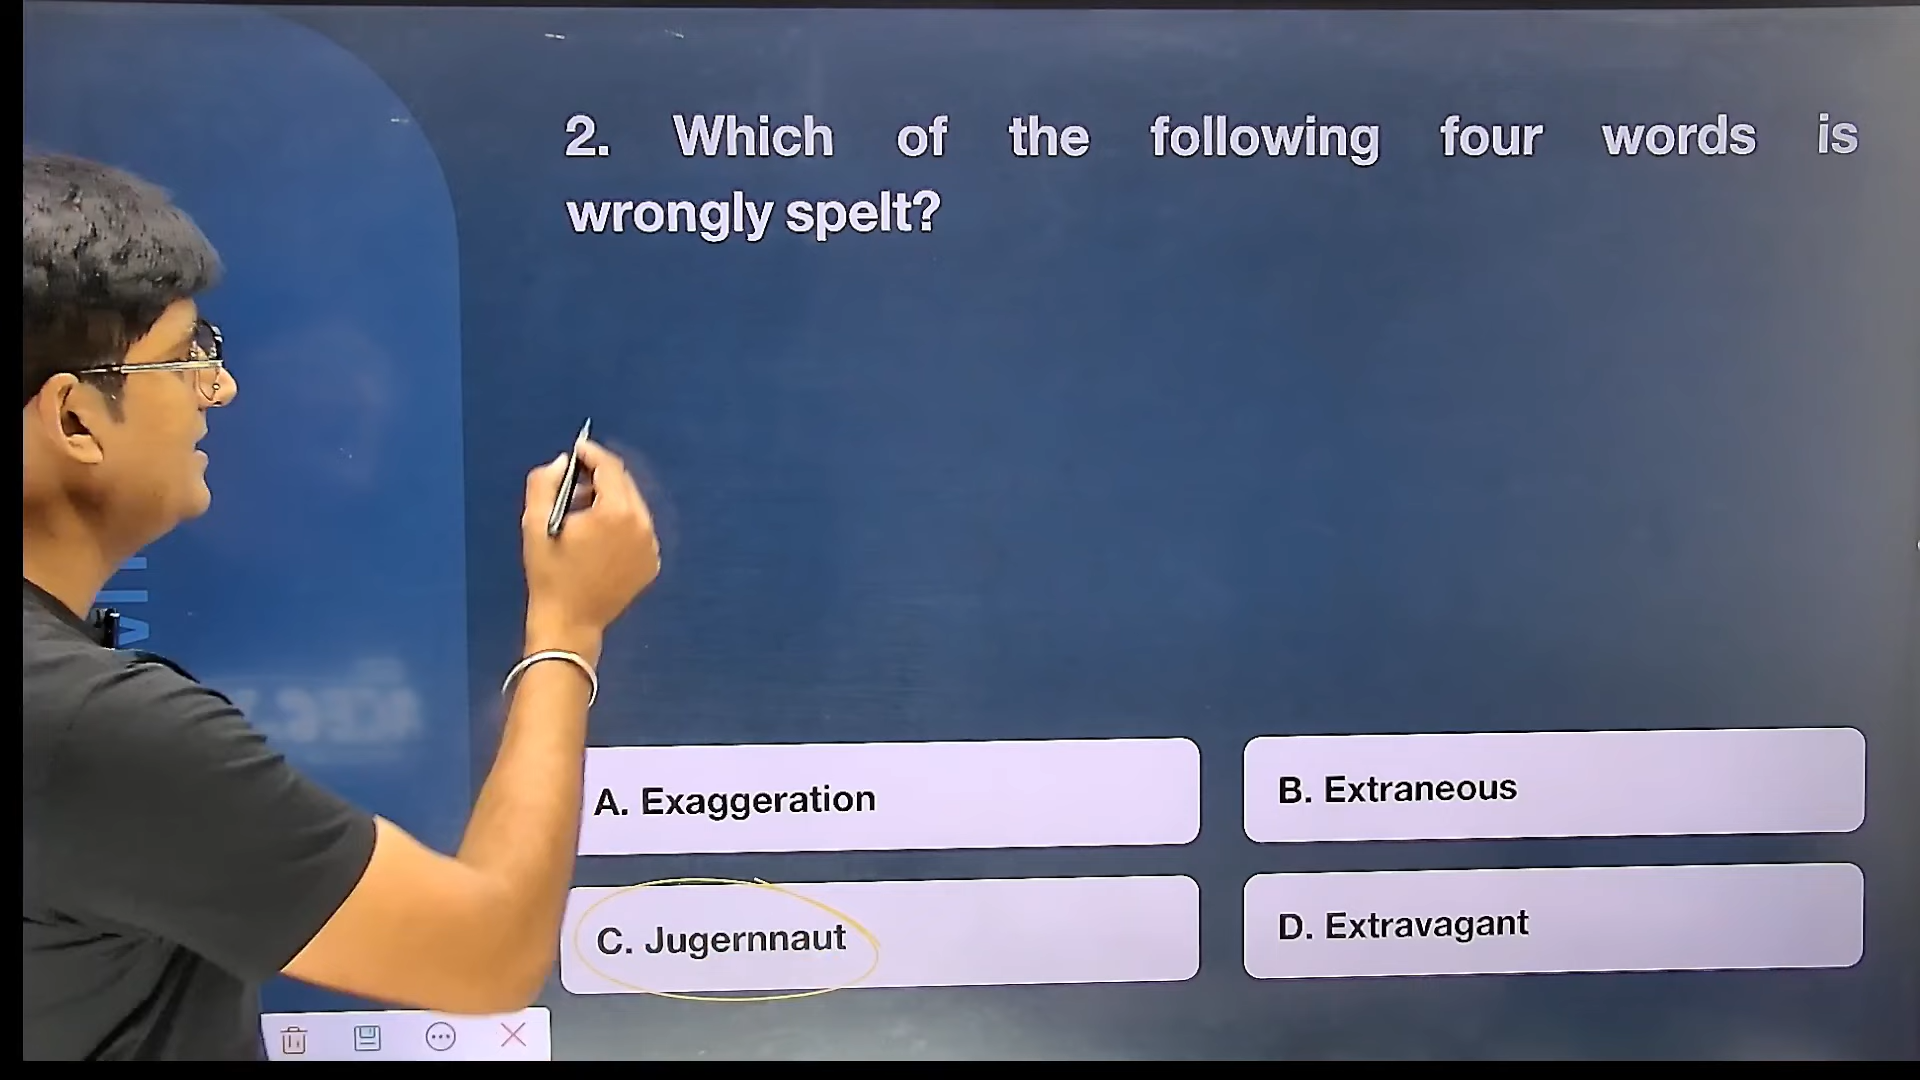 2. Which of the following four words is
wrongly spelt?
A. Exaggeration
B. Extraneous
C. Jugernnaut
D. Extravagant